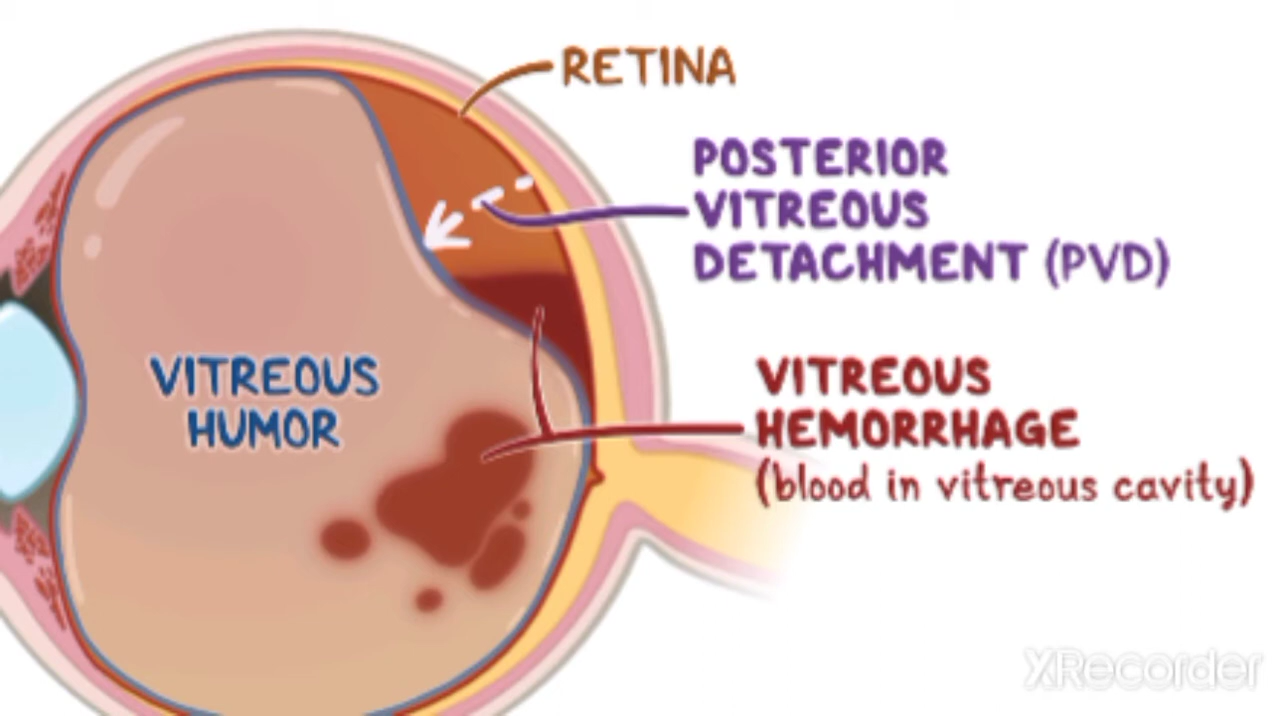 RETINA
POSTERIOR
VITREOUS
DETACHMENT (PVD)
VITREOUS
HUMOR
VITREOUS
HEMORRHAGE
(blood in vitreous cavity)
XRecorder